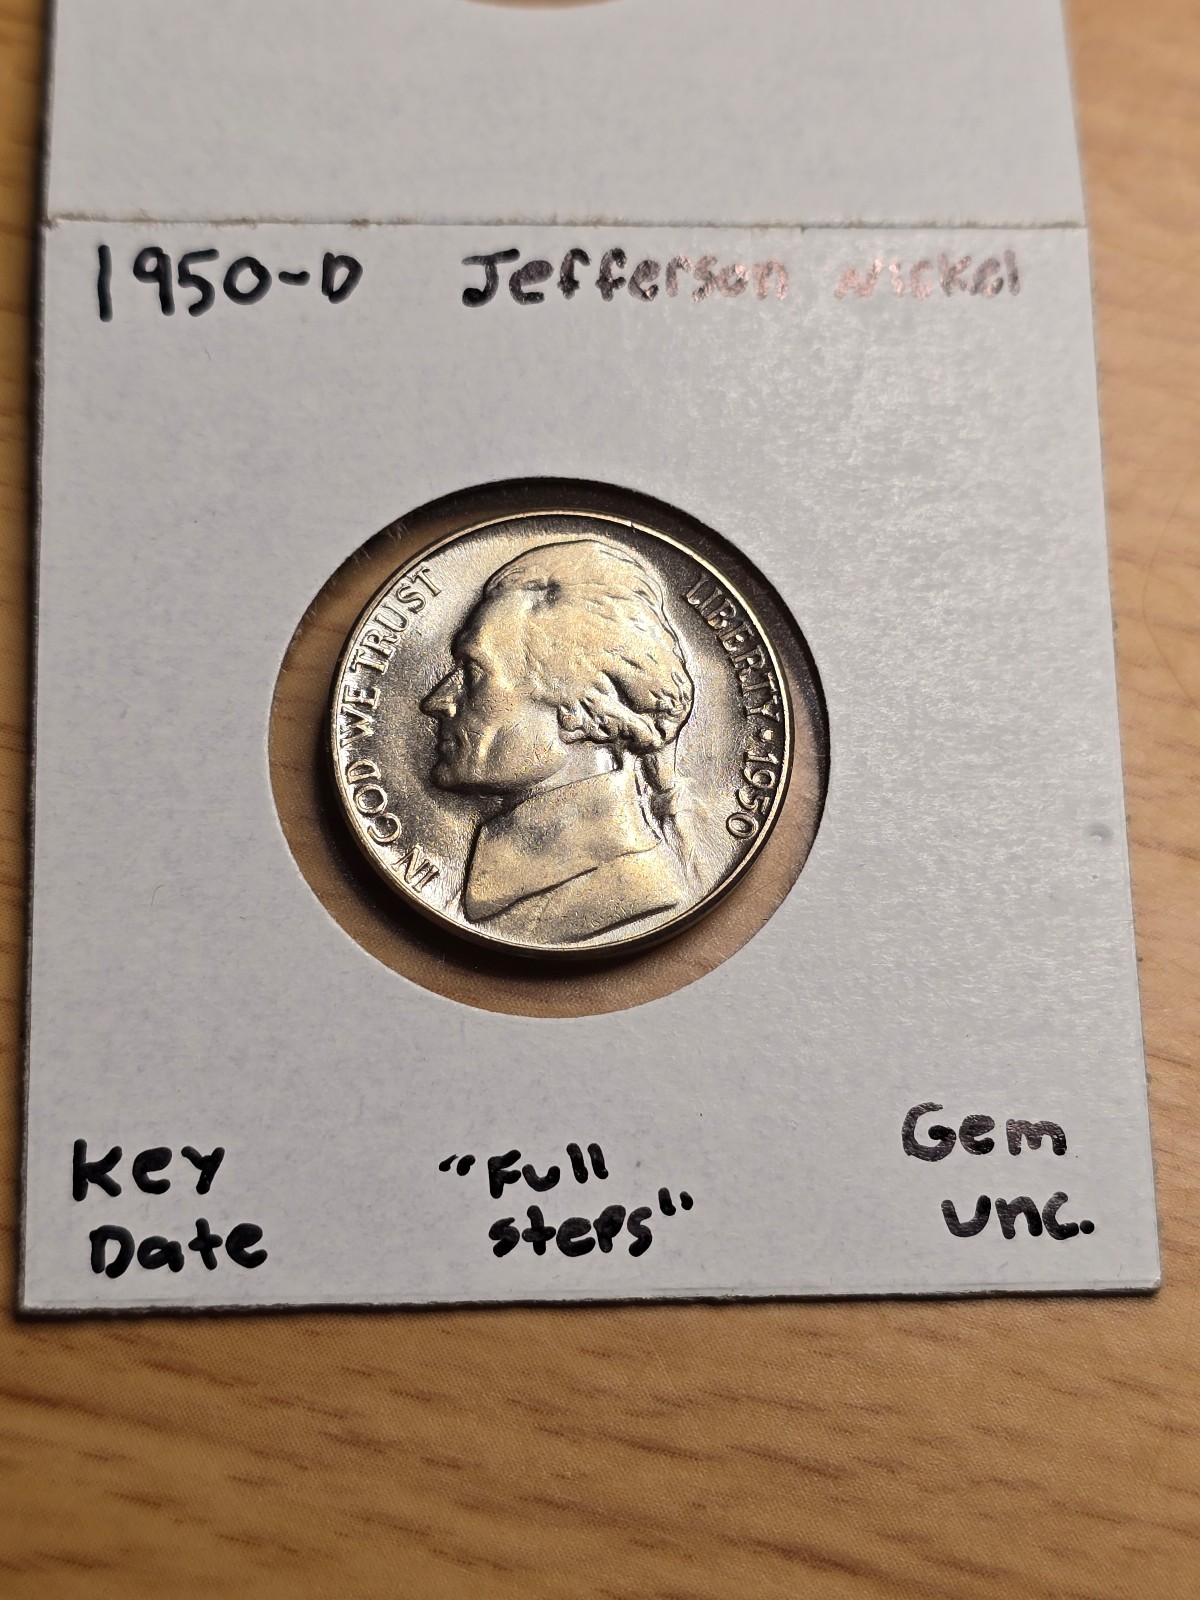 1950-D Jefferson Nickel
IN GOD WE TRUST
LIBERTY · 1950
Key
Date
"Full
steps"
Gem
unc.